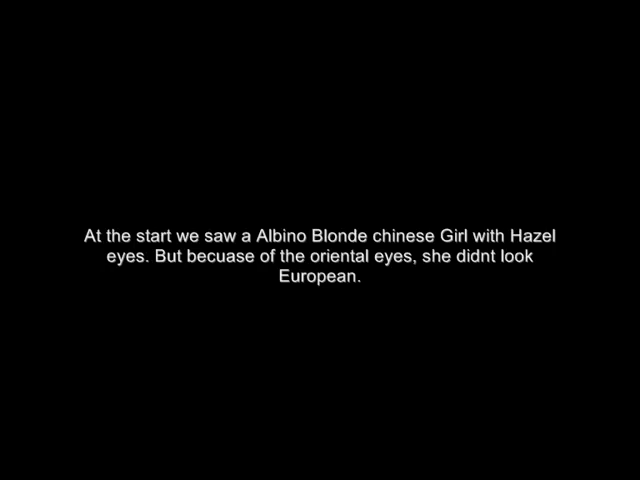 At the start we saw a Albino Blonde chinese Girl with Hazel
eyes. But becuase of the oriental eyes, she didnt look
European.